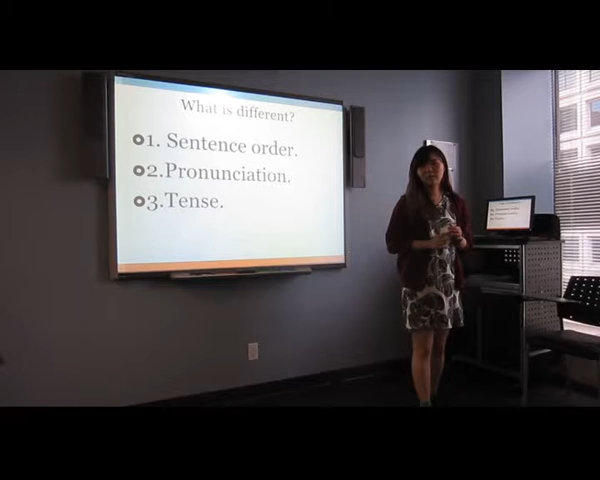 What is different?
1. Sentence order.
2.Pronunciation.
3.Tense.